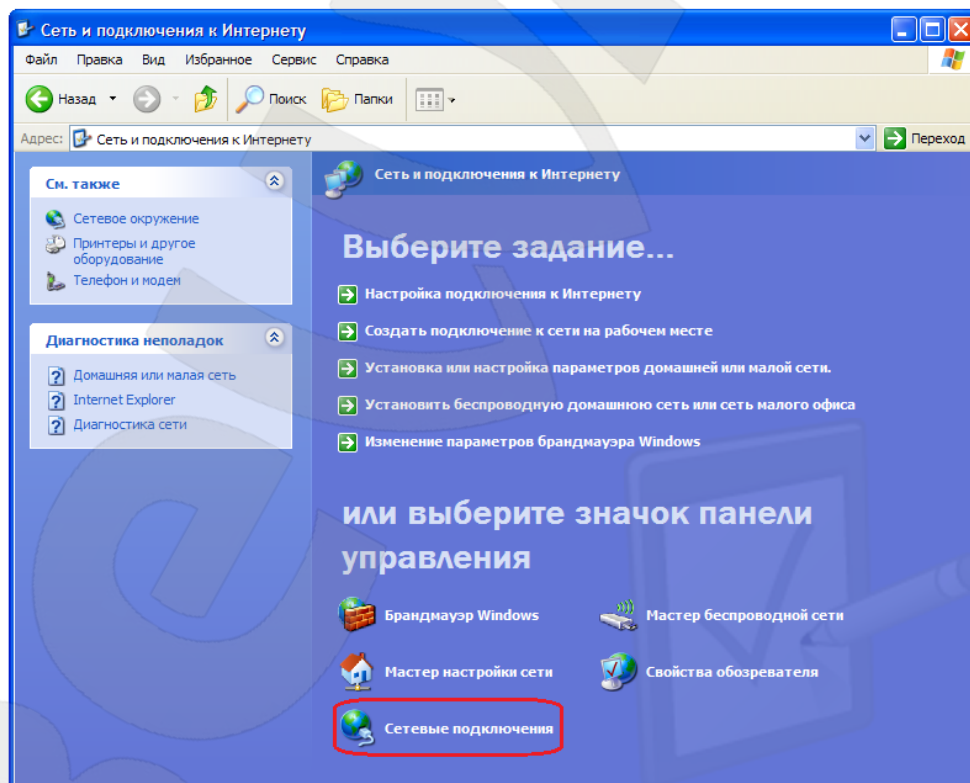 Сеть и подключения к Интернету
Файл Правка Вид Избранное Сервис Справка
Назад Поиск Папки
Адрес: Сеть и подключения к Интернету Переход
См. также
Сетевое окружение
Принтеры и другое
оборудование
Телефон и модем
Диагностика неполадок
Домашняя или малая сеть
Internet Explorer
Диагностика сети
Сеть и подключения к Интернету
Выберите задание...
Настройка подключения к Интернету
Создать подключение к сети на рабочем месте
Установка или настройка параметров домашней или малой сети.
Установить беспроводную домашнюю сеть или сеть малого офиса
Изменение параметров брандмауэра Windows
или выберите значок панели
управления
Брандмауэр Windows
Мастер беспроводной сети
Мастер настройки сети
Свойства обозревателя
Сетевые подключения